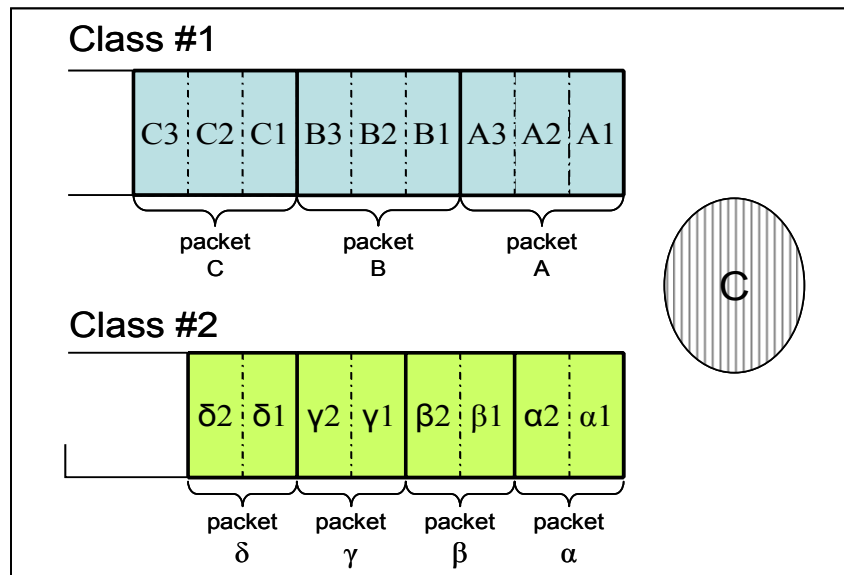 Class #1
C3 C2 C1 B3 B2 B1 A3 A2 A1
packet packet packet
C B A
C
Class #2
δ2 δ1 γ2 γ1 β2 β1 α2 α1
packet packet packet packet
δ γ β α